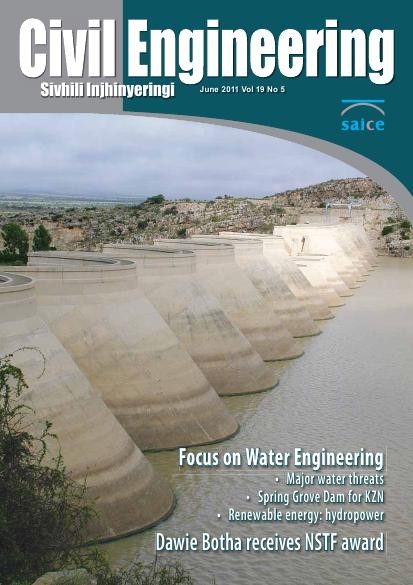 Civil Engineering
Sivhili Injhinyeringi June 2011 Vol 19 No 5
saice
Focus on Water Engineering
• Major water threats
• Spring Grove Dam for KZN
• Renewable energy: hydropower
Dawie Botha receives NSTF award